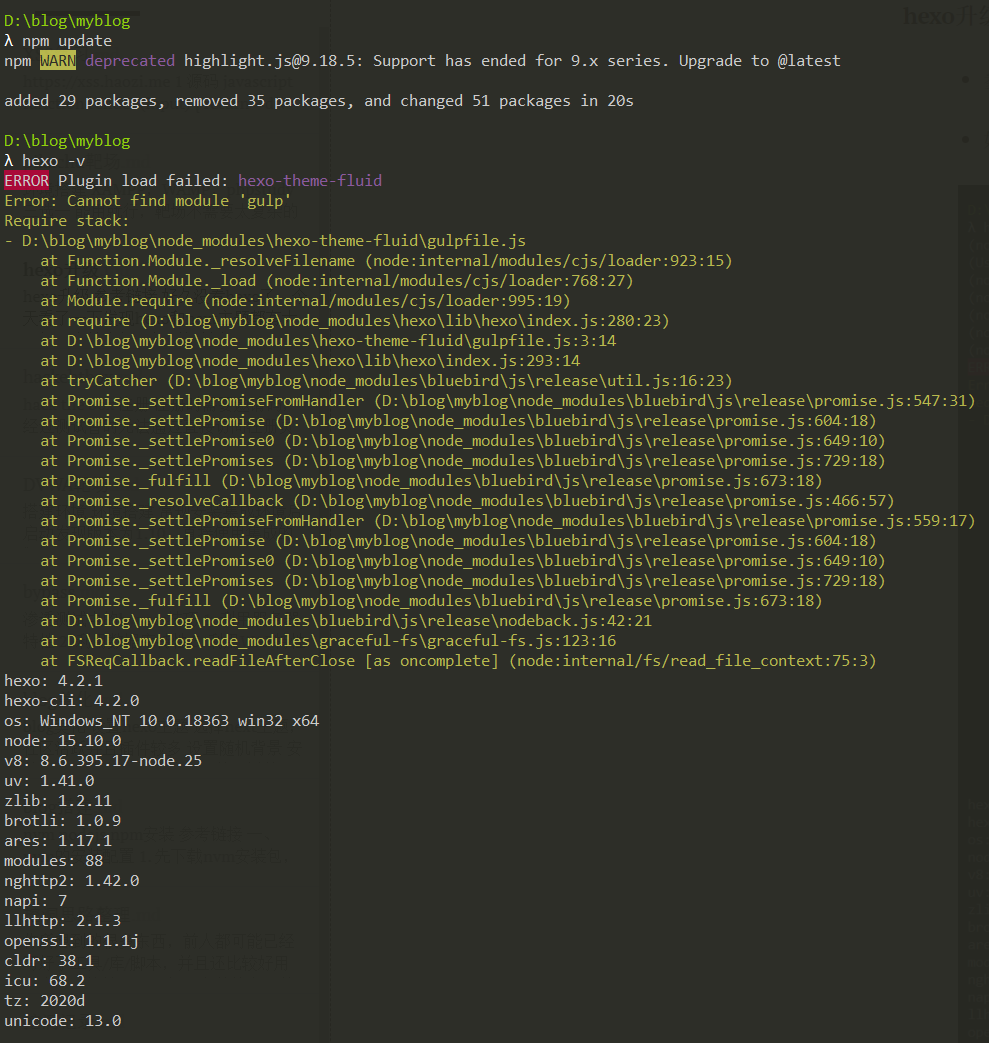 D:\blog\myblog
λ npm update
npm WARN deprecated highlight.js@9.18.5: Support has ended for 9.x series. Upgrade to @latest
added 29 packages, removed 35 packages, and changed 51 packages in 20s
D:\blog\myblog
λ hexo -v
ERROR Plugin load failed: hexo-theme-fluid
Error: Cannot find module 'gulp'
Require stack:
- D:\blog\myblog\node_modules\hexo-theme-fluid\gulpfile.js
    at Function.Module._resolveFilename (node:internal/modules/cjs/loader:923:15)
    at Function.Module._load (node:internal/modules/cjs/loader:768:27)
    at Module.require (node:internal/modules/cjs/loader:995:19)
    at require (D:\blog\myblog\node_modules\hexo\lib\hexo\index.js:280:23)
    at D:\blog\myblog\node_modules\hexo-theme-fluid\gulpfile.js:3:14
    at D:\blog\myblog\node_modules\hexo\lib\hexo\index.js:293:14
    at tryCatcher (D:\blog\myblog\node_modules\bluebird\js\release\util.js:16:23)
    at Promise._settlePromiseFromHandler (D:\blog\myblog\node_modules\bluebird\js\release\promise.js:547:31)
    at Promise._settlePromise (D:\blog\myblog\node_modules\bluebird\js\release\promise.js:604:18)
    at Promise._settlePromise0 (D:\blog\myblog\node_modules\bluebird\js\release\promise.js:649:10)
    at Promise._settlePromises (D:\blog\myblog\node_modules\bluebird\js\release\promise.js:729:18)
    at Promise._fulfill (D:\blog\myblog\node_modules\bluebird\js\release\promise.js:673:18)
    at Promise._resolveCallback (D:\blog\myblog\node_modules\bluebird\js\release\promise.js:466:57)
    at Promise._settlePromiseFromHandler (D:\blog\myblog\node_modules\bluebird\js\release\promise.js:559:17)
    at Promise._settlePromise (D:\blog\myblog\node_modules\bluebird\js\release\promise.js:604:18)
    at Promise._settlePromise0 (D:\blog\myblog\node_modules\bluebird\js\release\promise.js:649:10)
    at Promise._settlePromises (D:\blog\myblog\node_modules\bluebird\js\release\promise.js:729:18)
    at Promise._fulfill (D:\blog\myblog\node_modules\bluebird\js\release\promise.js:673:18)
    at D:\blog\myblog\node_modules\bluebird\js\release\nodeback.js:42:21
    at D:\blog\myblog\node_modules\graceful-fs\graceful-fs.js:123:16
    at FSReqCallback.readFileAfterClose [as oncomplete] (node:internal/fs/read_file_context:75:3)
hexo: 4.2.1
hexo-cli: 4.2.0
os: Windows_NT 10.0.18363 win32 x64
node: 15.10.0
v8: 8.6.395.17-node.25
uv: 1.41.0
zlib: 1.2.11
brotli: 1.0.9
ares: 1.17.1
modules: 88
nghttp2: 1.42.0
napi: 7
llhttp: 2.1.3
openssl: 1.1.1j
cldr: 38.1
icu: 68.2
tz: 2020d
unicode: 13.0